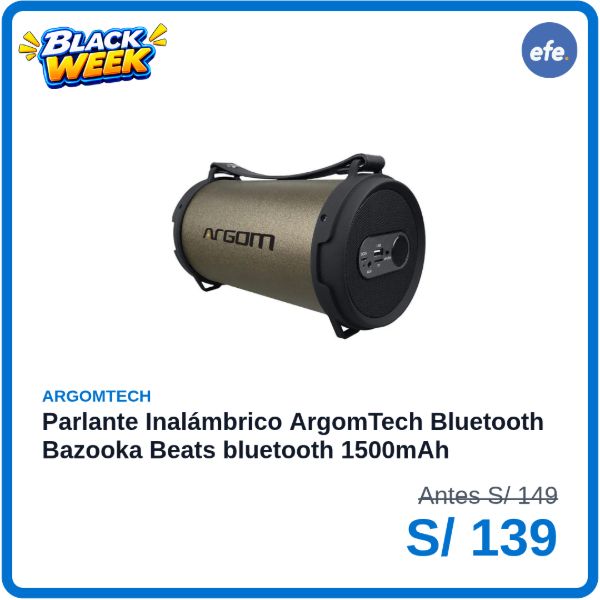 BLACK
WEEK
efe.
ARGOM
ARGOMTECH
Parlante Inalámbrico ArgomTech Bluetooth
Bazooka Beats bluetooth 1500mAh
Antes S/ 149
S/ 139